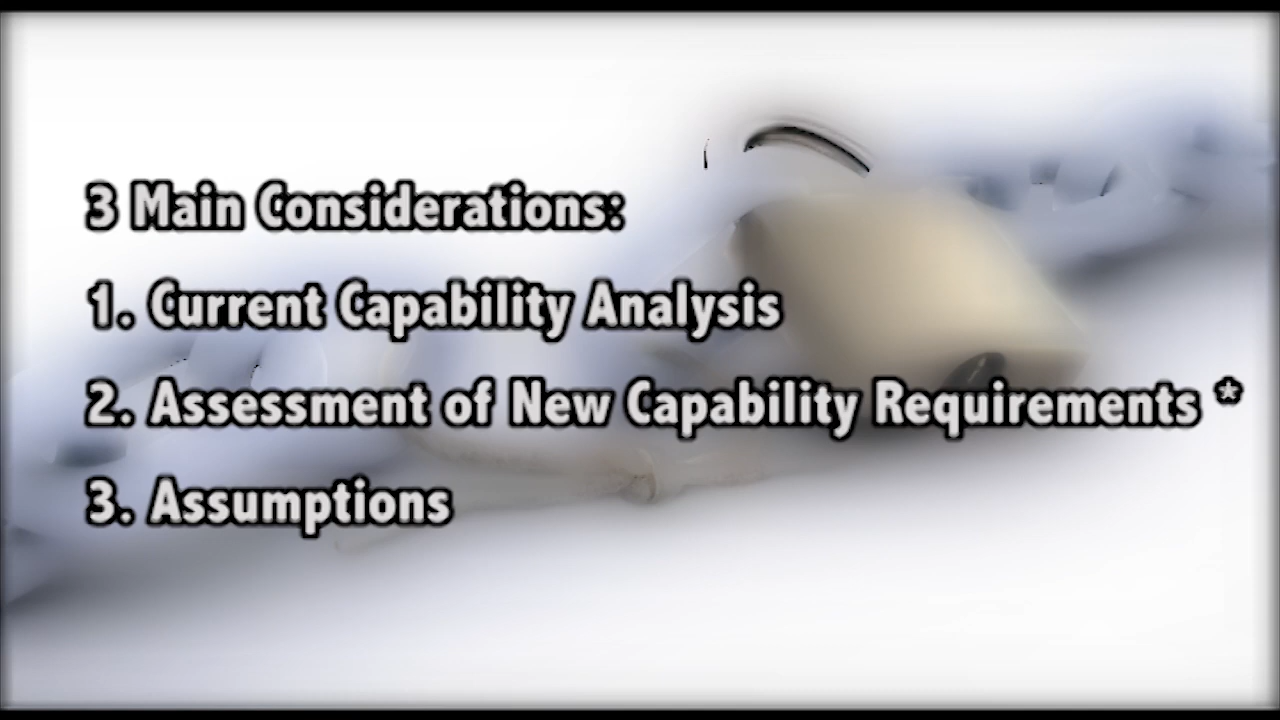 3 Main Considerations:
1. Current Capability Analysis
2. Assessment of New Capability Requirements *
3. Assumptions